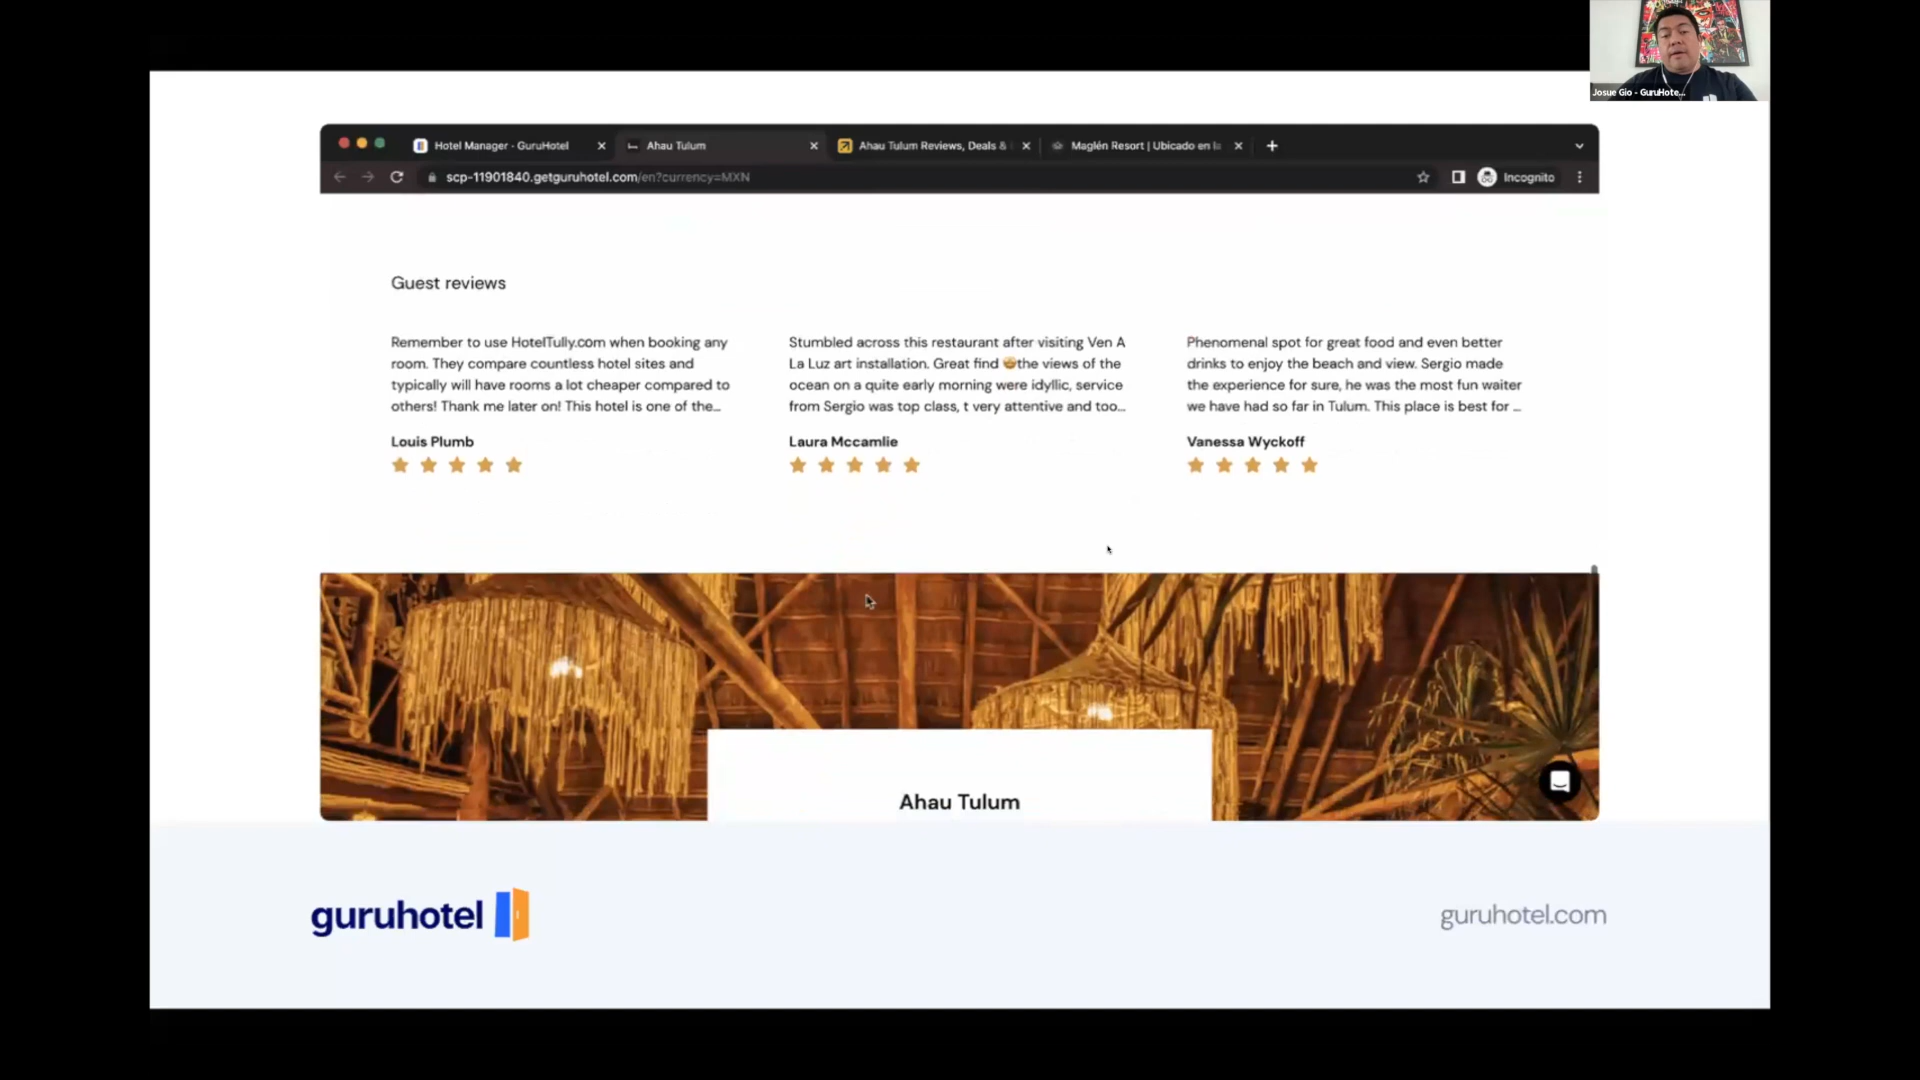 Josue Gio - GuruHote...
Hotel Manager - GuruHotel
Ahau Tulum
Ahau Tulum Reviews, Deals &
Maglén Resort | Ubicado en la
scp-11901840.getguruhotel.com/en?currency=MXN
Incognito
Guest reviews
Remember to use HotelTully.com when booking any
room. They compare countless hotel sites and
typically will have rooms a lot cheaper compared to
others! Thank me later on! This hotel is one of the...
Louis Plumb
Stumbled across this restaurant after visiting Ven A
La Luz art installation. Great find 🤩the views of the
ocean on a quite early morning were idyllic, service
from Sergio was top class, t very attentive and too...
Laura Mccamlie
Phenomenal spot for great food and even better
drinks to enjoy the beach and view. Sergio made
the experience for sure, he was the most fun waiter
we have had so far in Tulum. This place is best for ...
Vanessa Wyckoff
Ahau Tulum
guruhotel
guruhotel.com